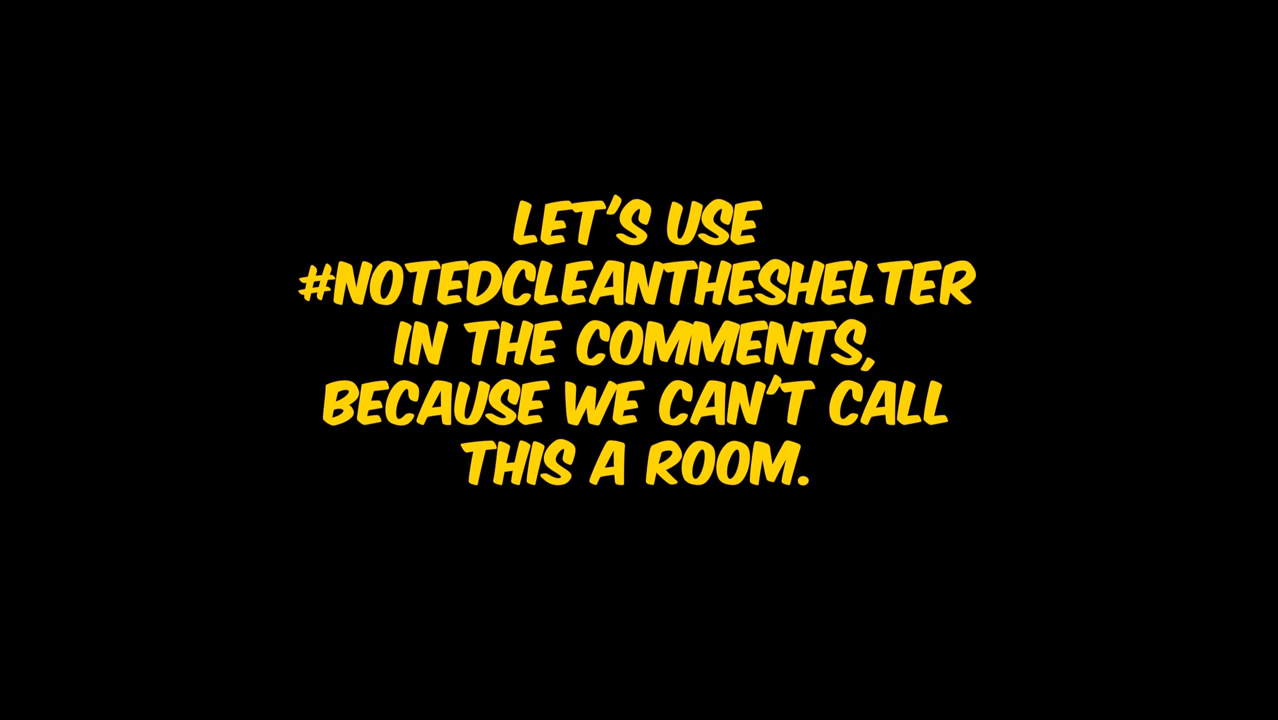 LET'S USE
#NOTEDCLEANTHESHELTER
IN THE COMMENTS,
BECAUSE WE CAN'T CALL
THIS A ROOM.